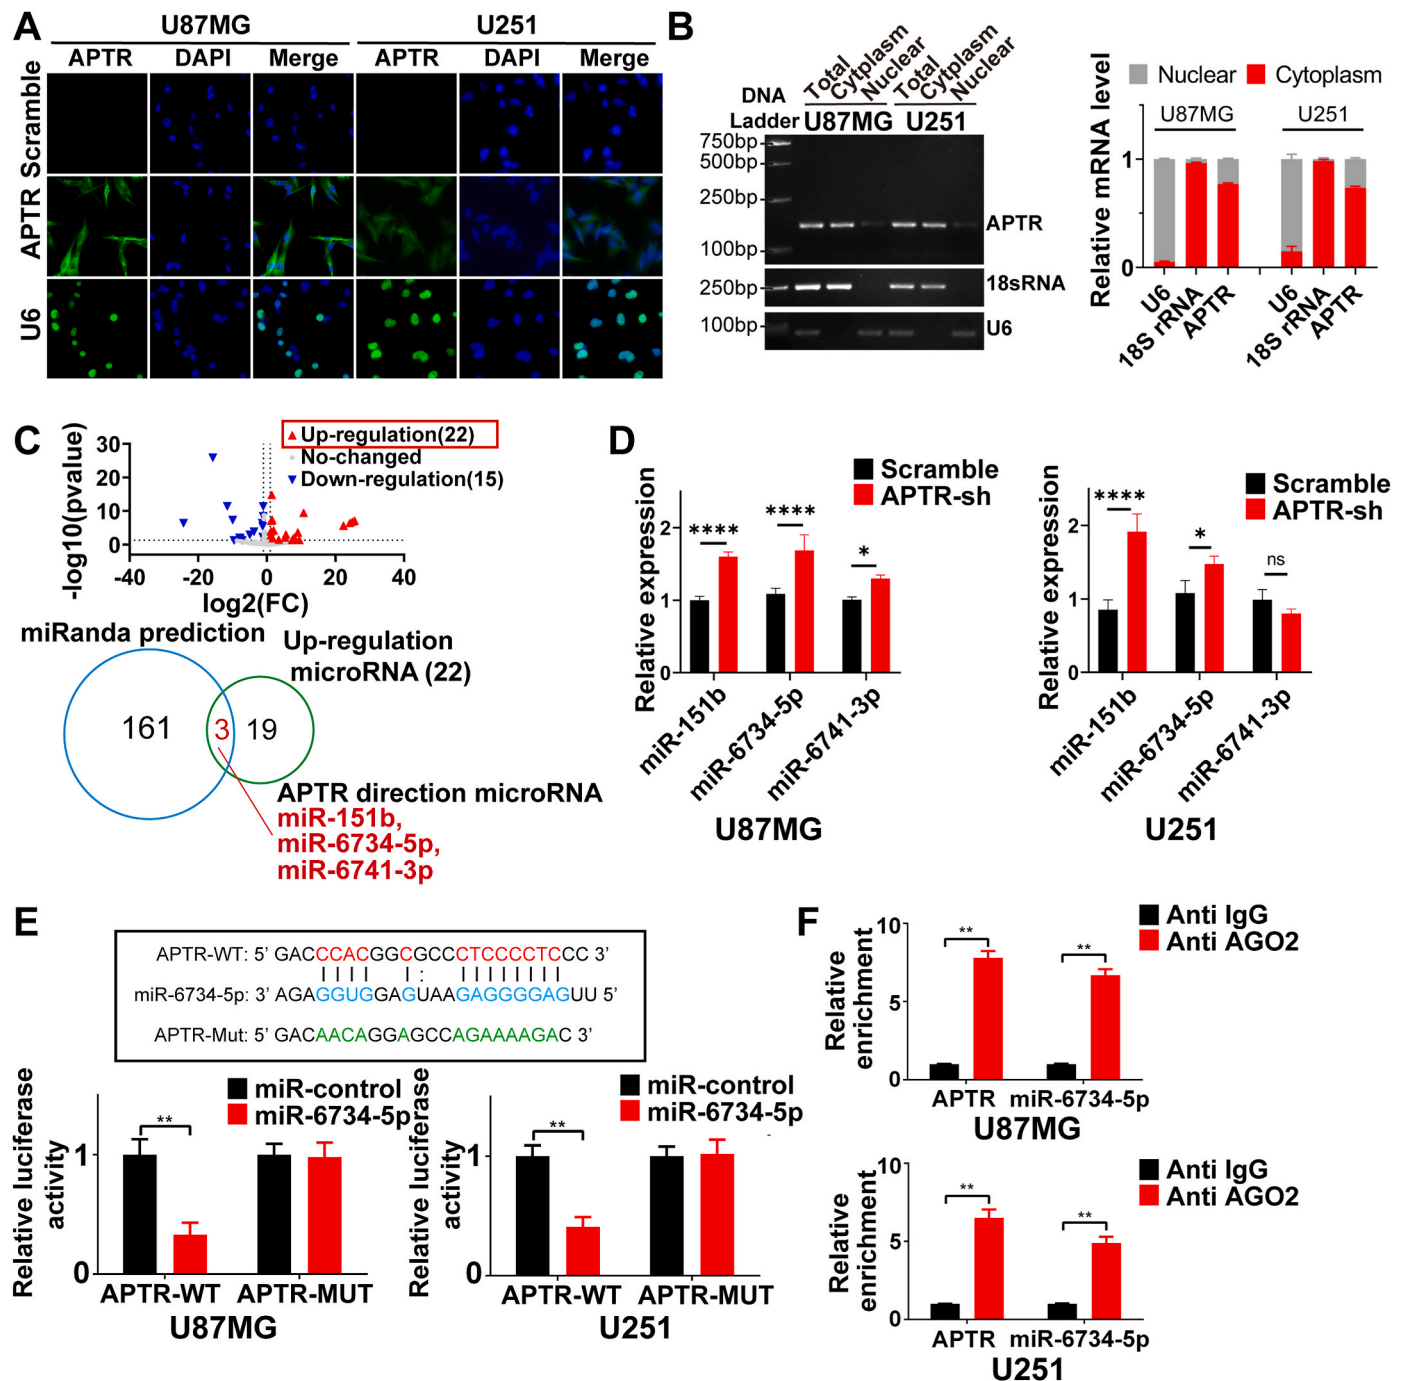 A
U87MG
U251
APTR DAPI Merge APTR DAPI Merge
Scramble
APTR
U6
B
Total
Cytplasm
Nuclear
Total
Cytplasm
Nuclear
DNA
Ladder
U87MG U251
750bp
500bp
250bp
100bp
250bp
100bp
APTR
18sRNA
U6
Nuclear Cytoplasm
Relative mRNA level
U87MG U251
1
0
U6
18S rRNA
APTR
U6
18S rRNA
APTR
C
-log10(pvalue)
30
20
10
0
-40 -20 0 20 40
log2(FC)
Up-regulation(22)
No-changed
Down-regulation(15)
miRanda prediction
Up-regulation
microRNA (22)
161 3 19
APTR direction microRNA
miR-151b,
miR-6734-5p,
miR-6741-3p
D
Relative expression
2
1
0
Scramble
APTR-sh
**** **** *
miR-151b
miR-6734-5p
miR-6741-3p
U87MG
Relative expression
2
1
0
Scramble
APTR-sh
**** * ns
miR-151b
miR-6734-5p
miR-6741-3p
U251
E
APTR-WT: 5’ GACCCACGGCGCCCTCCCCTCCC 3’
miR-6734-5p: 3’ AGAGGUGGAGUAAGAGGGGAGUU 5’
APTR-Mut: 5’ GACAACAGGAGCCAGAAAAGAC 3’
Relative luciferase
activity
1
0
miR-control
miR-6734-5p
**
APTR-WT APTR-MUT
U87MG
Relative luciferase
activity
1
0
miR-control
miR-6734-5p
**
APTR-WT APTR-MUT
U251
F
Relative
enrichment
10
5
0
Anti IgG
Anti AGO2
** **
APTR miR-6734-5p
U87MG
Relative
enrichment
10
5
0
Anti IgG
Anti AGO2
** **
APTR miR-6734-5p
U251